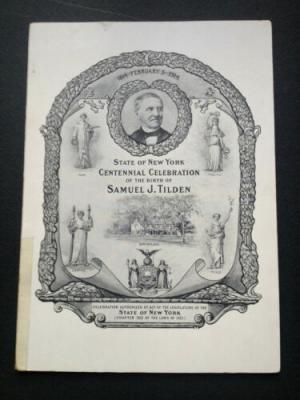 1814 · FEBRUARY 9 · 1914
STATE OF NEW YORK
CENTENNIAL CELEBRATION
OF THE BIRTH OF
SAMUEL J. TILDEN
CELEBRATION AUTHORIZED BY ACT OF THE LEGISLATURE OF THE
STATE OF NEW YORK